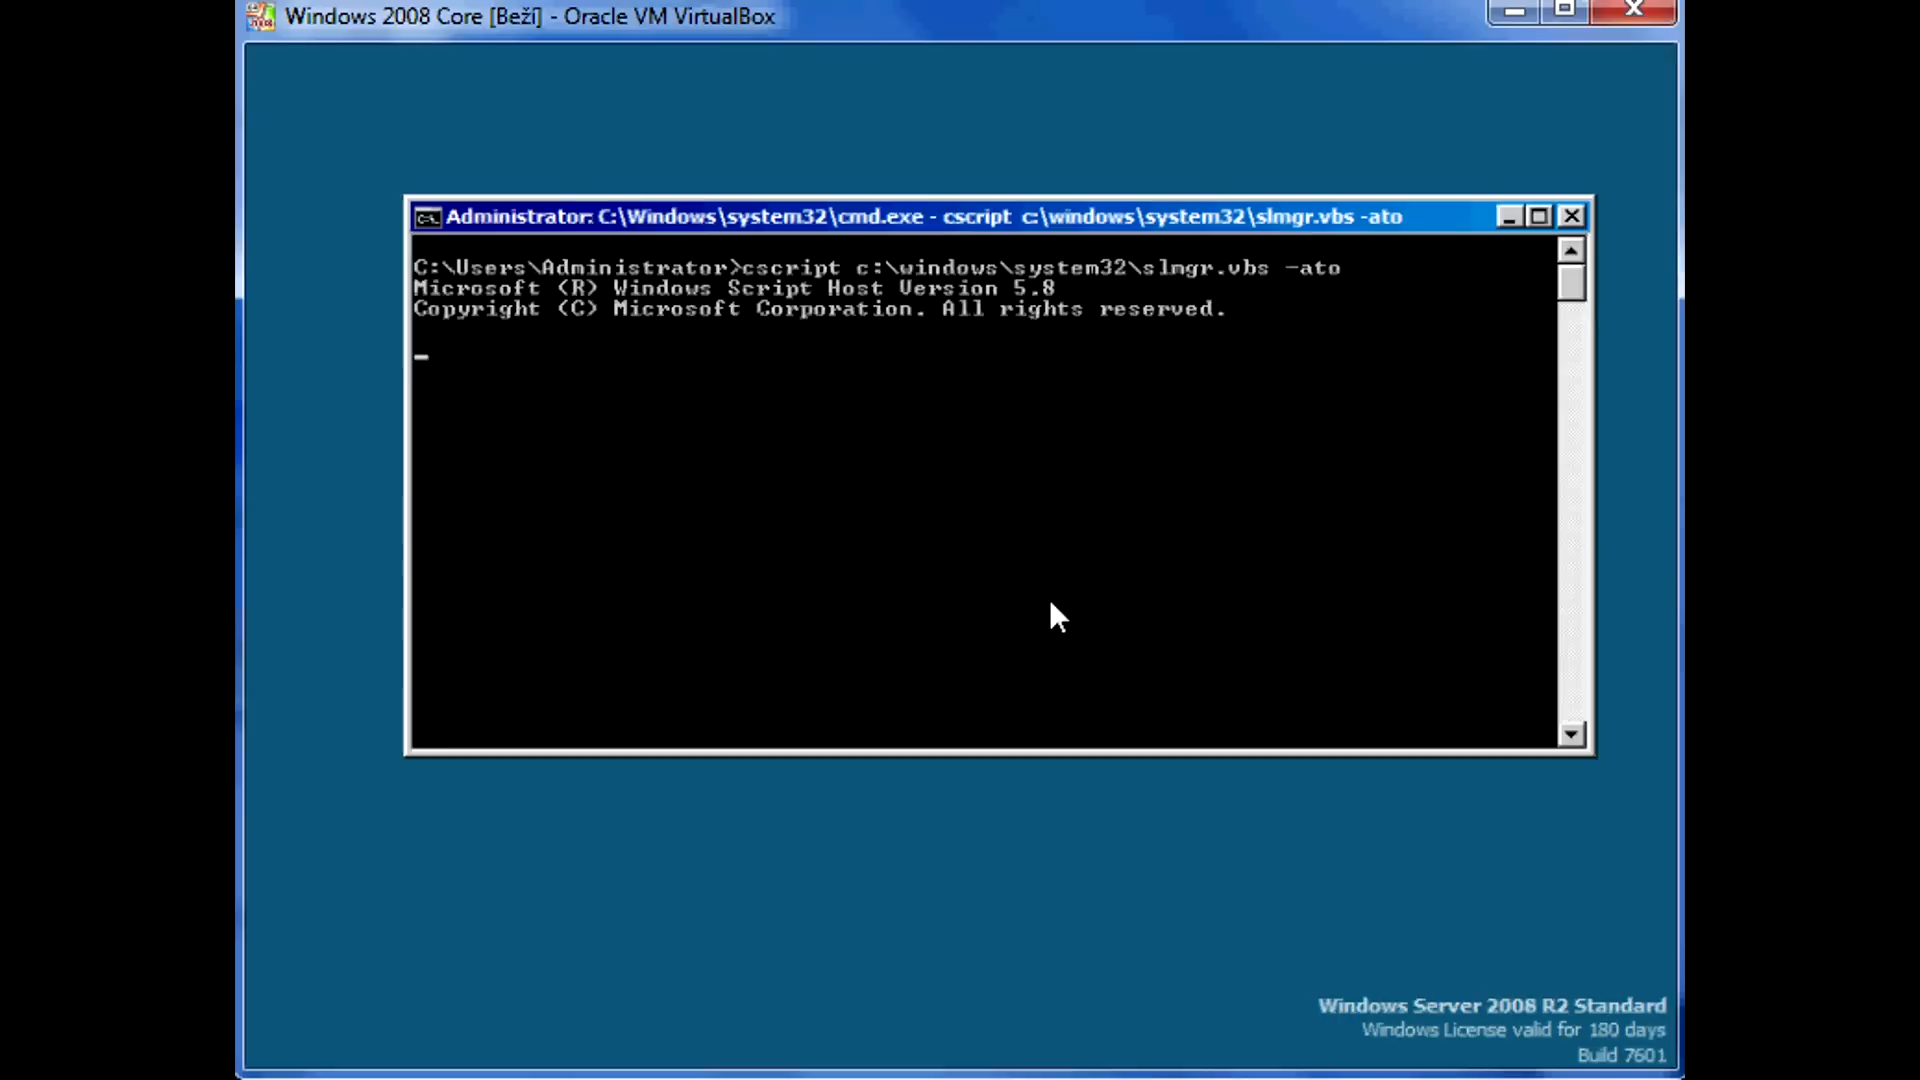 Windows 2008 Core [Beží] - Oracle VM VirtualBox
Administrator: C:\Windows\system32\cmd.exe - cscript c:\windows\system32\slmgr.vbs -ato
C:\Users\Administrator>cscript c:\windows\system32\slmgr.vbs -ato
Microsoft (R) Windows Script Host Version 5.8
Copyright (C) Microsoft Corporation. All rights reserved.
Windows Server 2008 R2 Standard
Windows License valid for 180 days
Build 7601